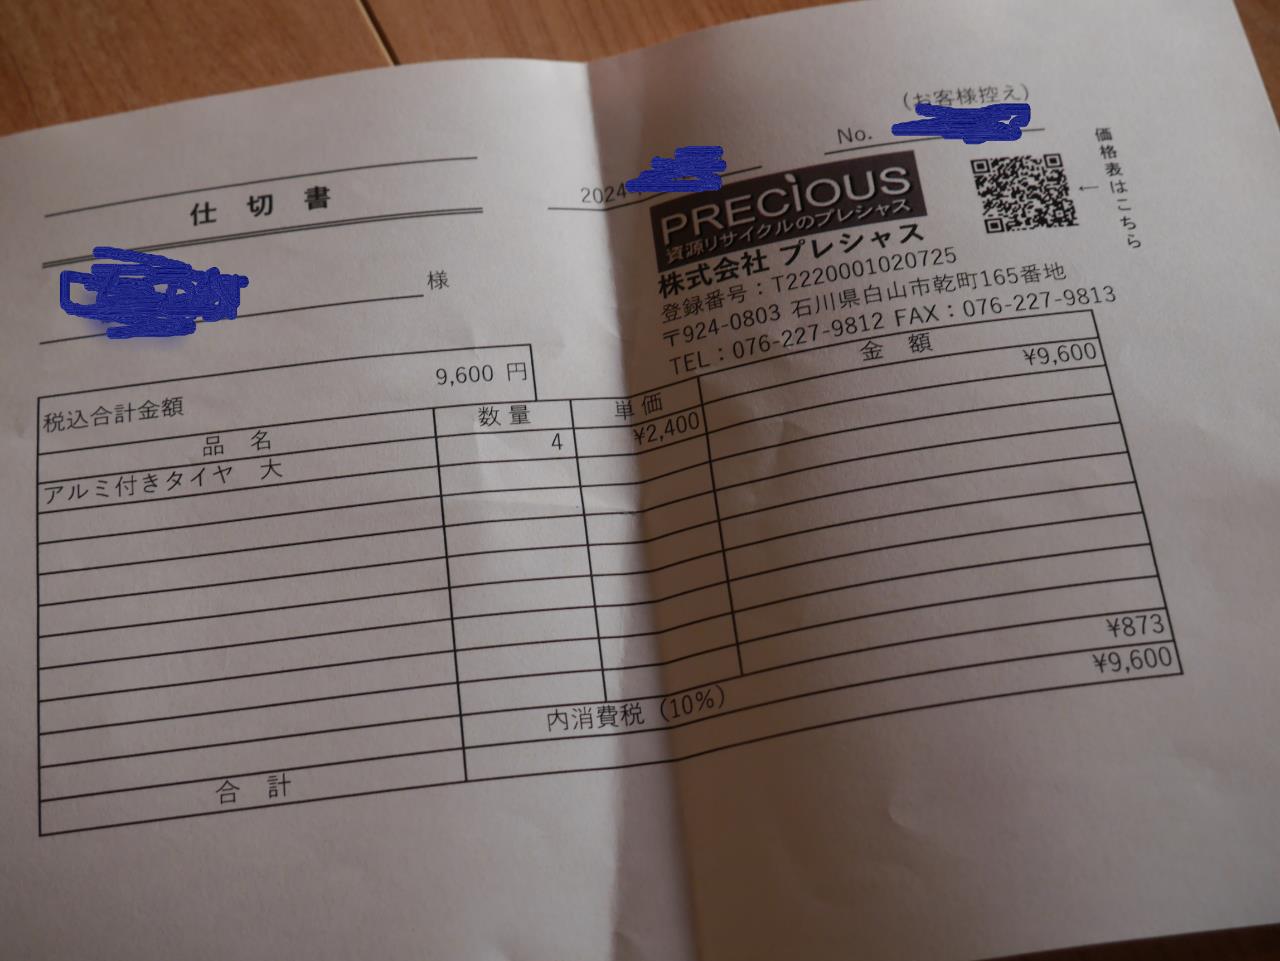 (お客様控え)
No.
仕切書
2024
価格表はこちら
←
PRECIOUS
資源リサイクルのプレシャス
株式会社 プレシャス
登録番号：T2220001020725
〒924-0803 石川県白山市乾町165番地
TEL：076-227-9812 FAX：076-227-9813
様
税込合計金額 9,600 円
品 名 数 量 単 価 金 額
アルミ付きタイヤ 大 4 ¥2,400 ¥9,600
内消費税（10%） ¥873
合 計 ¥9,600